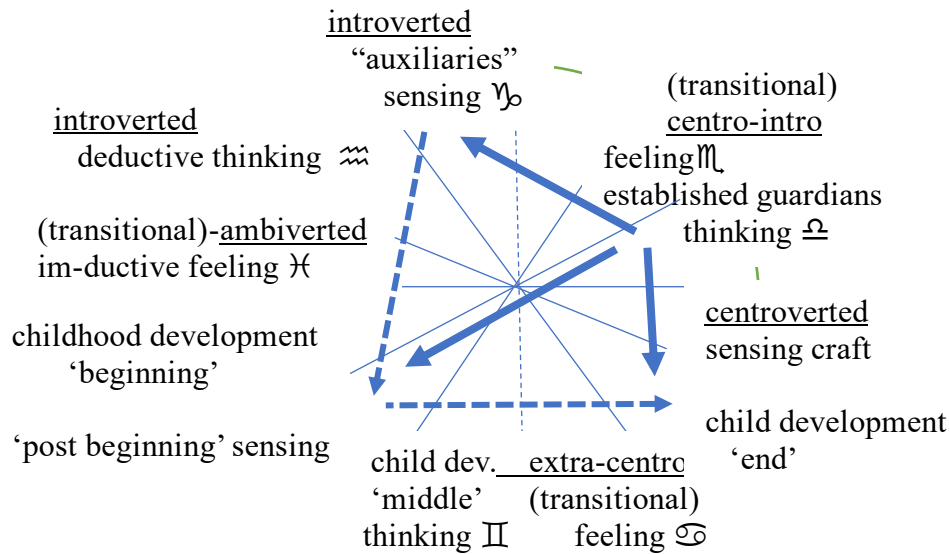 introverted
“auxiliaries”
sensing ♑
(transitional)
centro-intro
feeling♏
established guardians
thinking ♎
introverted
deductive thinking ♒
(transitional)-ambiverted
im-ductive feeling ♓
centroverted
sensing craft
childhood development
‘beginning’
child development
‘end’
‘post beginning’ sensing
child dev. extra-centro
‘middle’ (transitional)
thinking ♊ feeling ♋